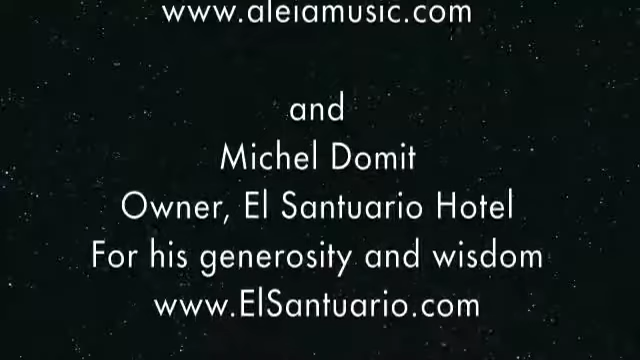 www.aleiamusic.com
and
Michel Domit
Owner, El Santuario Hotel
For his generosity and wisdom
www.ElSantuario.com